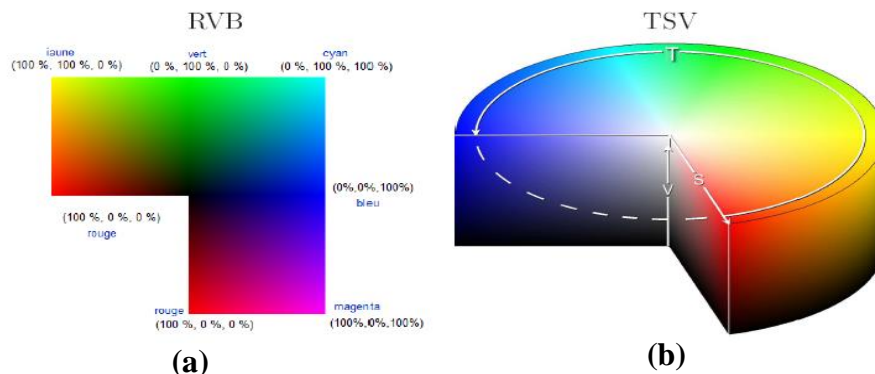 RVB
iaune
vert
cyan
(100 %, 100 %, 0 %)
(0 %, 100 %, 0 %)
(0 %, 100 %, 100 %)
(0%,0%,100%)
bleu
(100 %, 0 %, 0 %)
rouge
rouge
(100 %, 0 %, 0 %)
magenta
(100%,0%,100%)
(a)
TSV
T
S
V
(b)